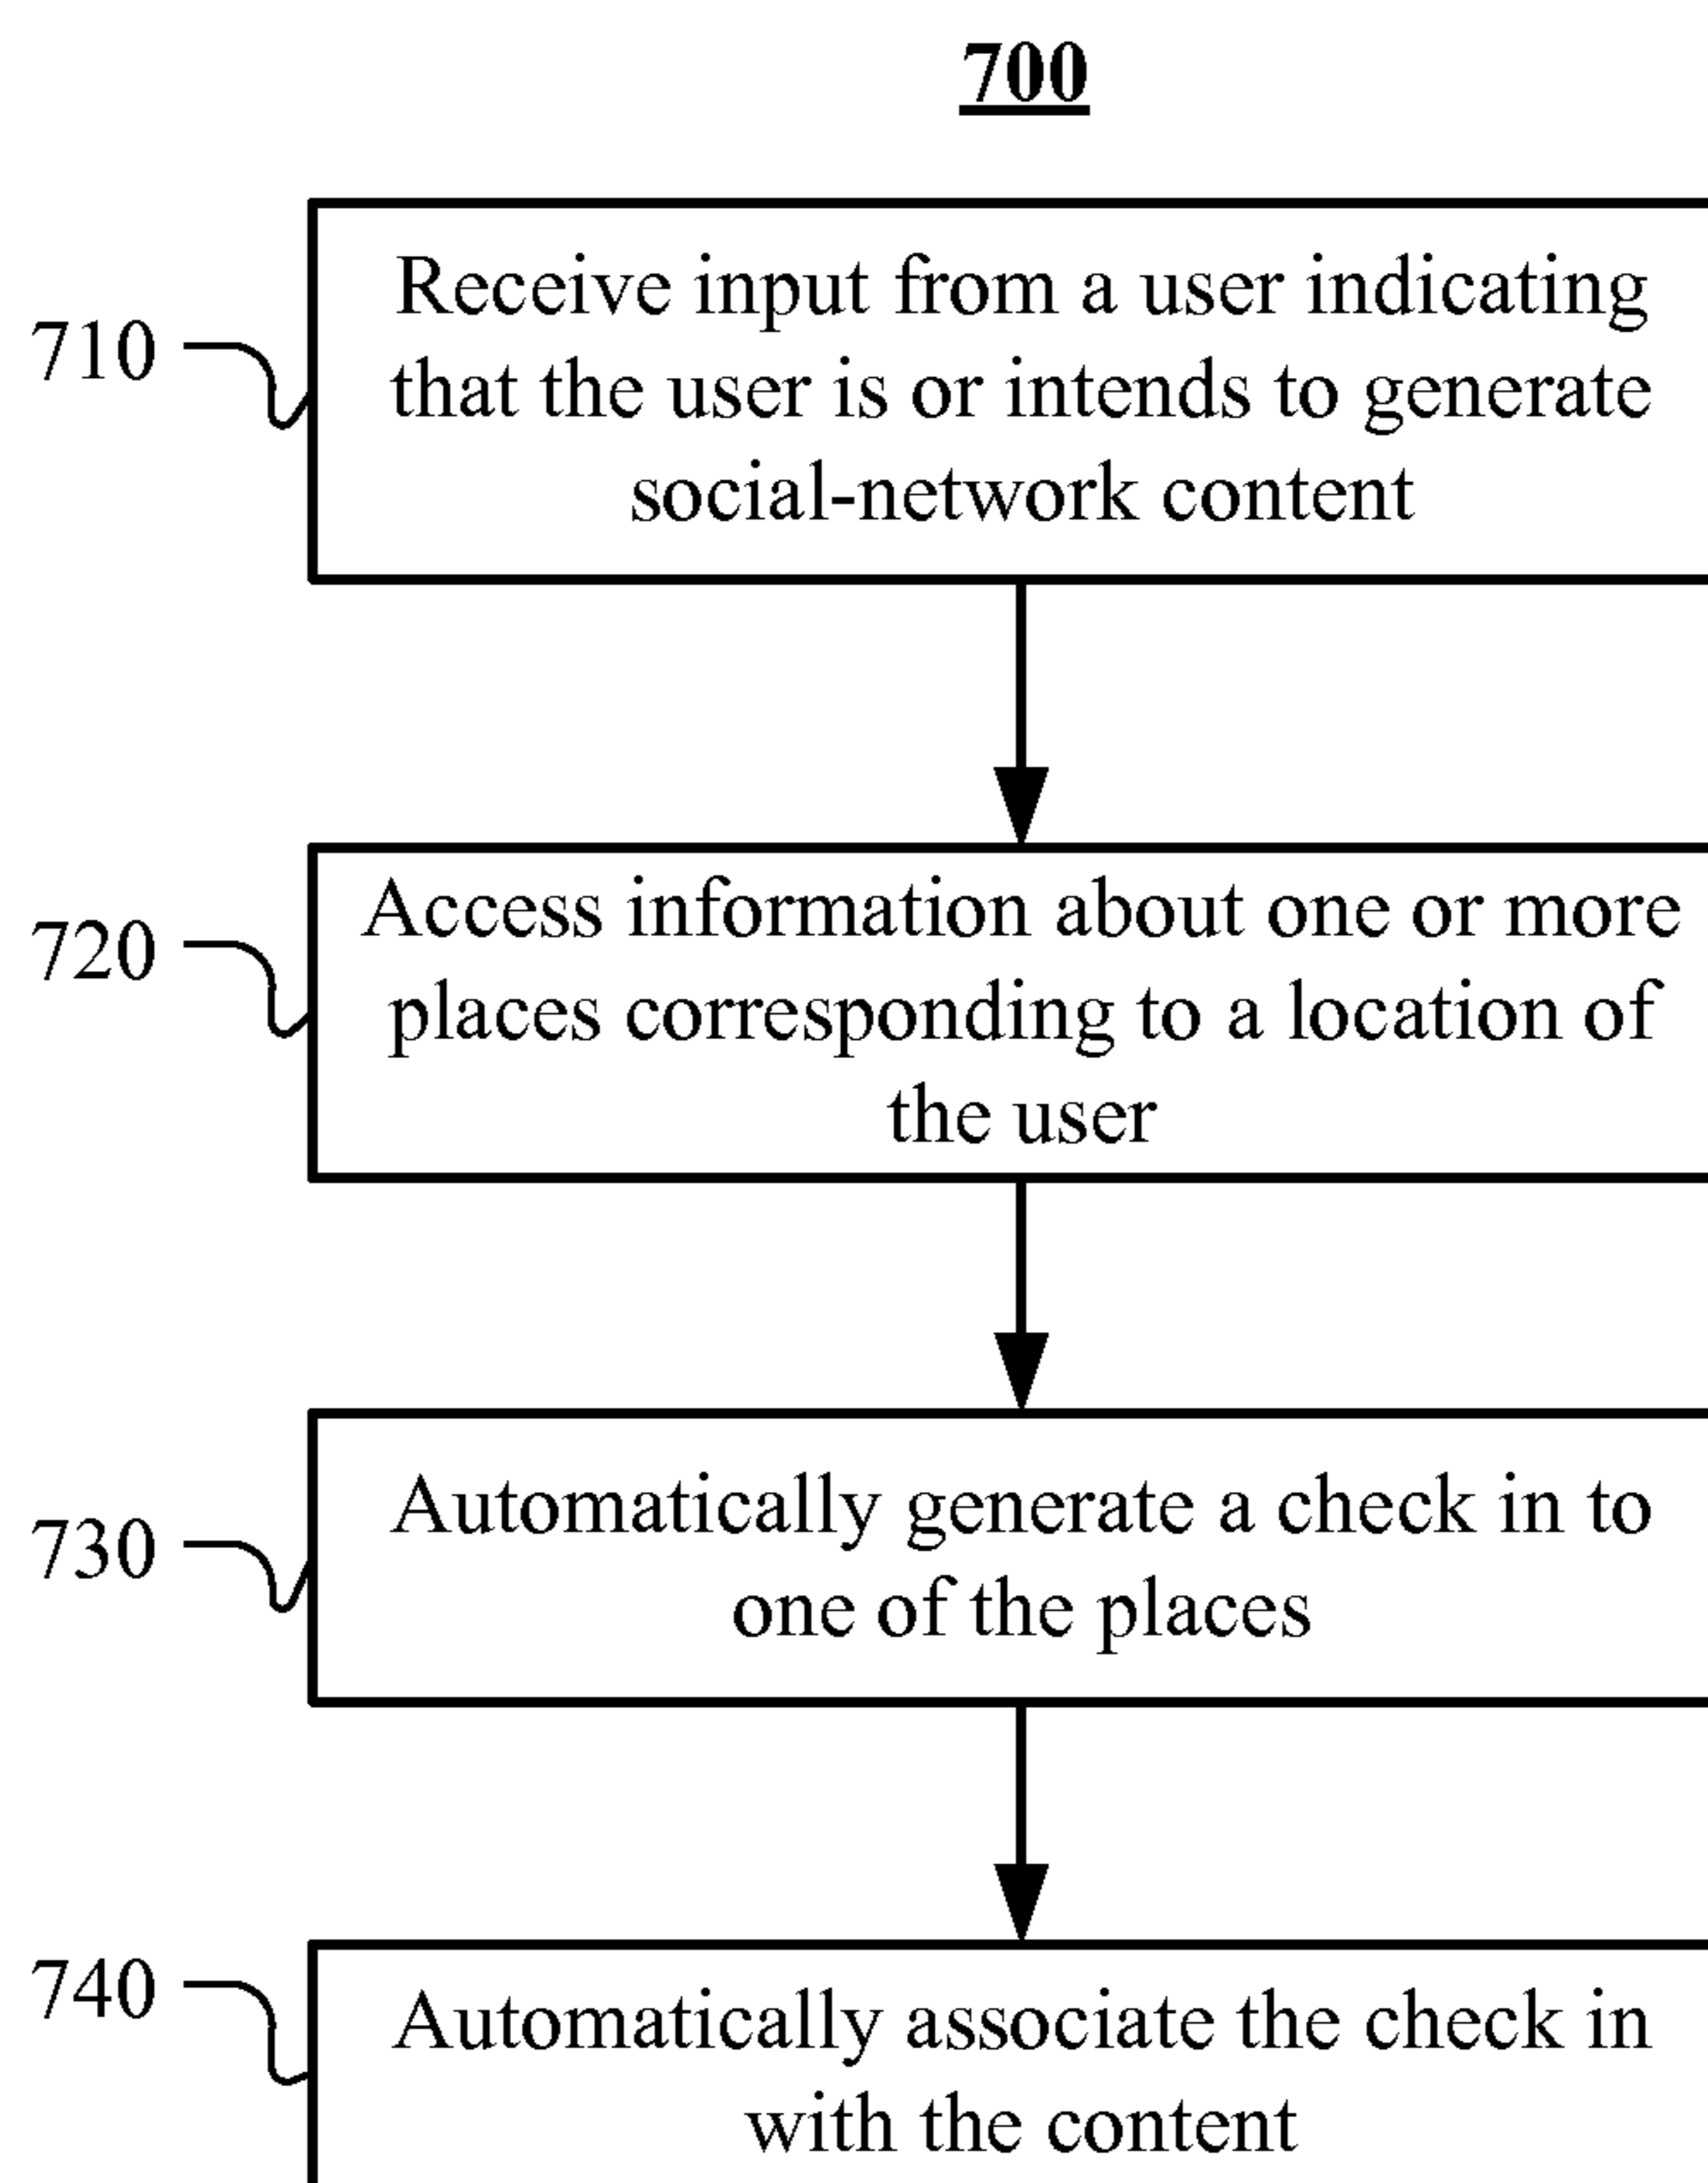 700
710
Receive input from a user indicating
that the user is or intends to generate
social-network content
720
Access information about one or more
places corresponding to a location of
the user
730
Automatically generate a check in to
one of the places
740
Automatically associate the check in
with the content